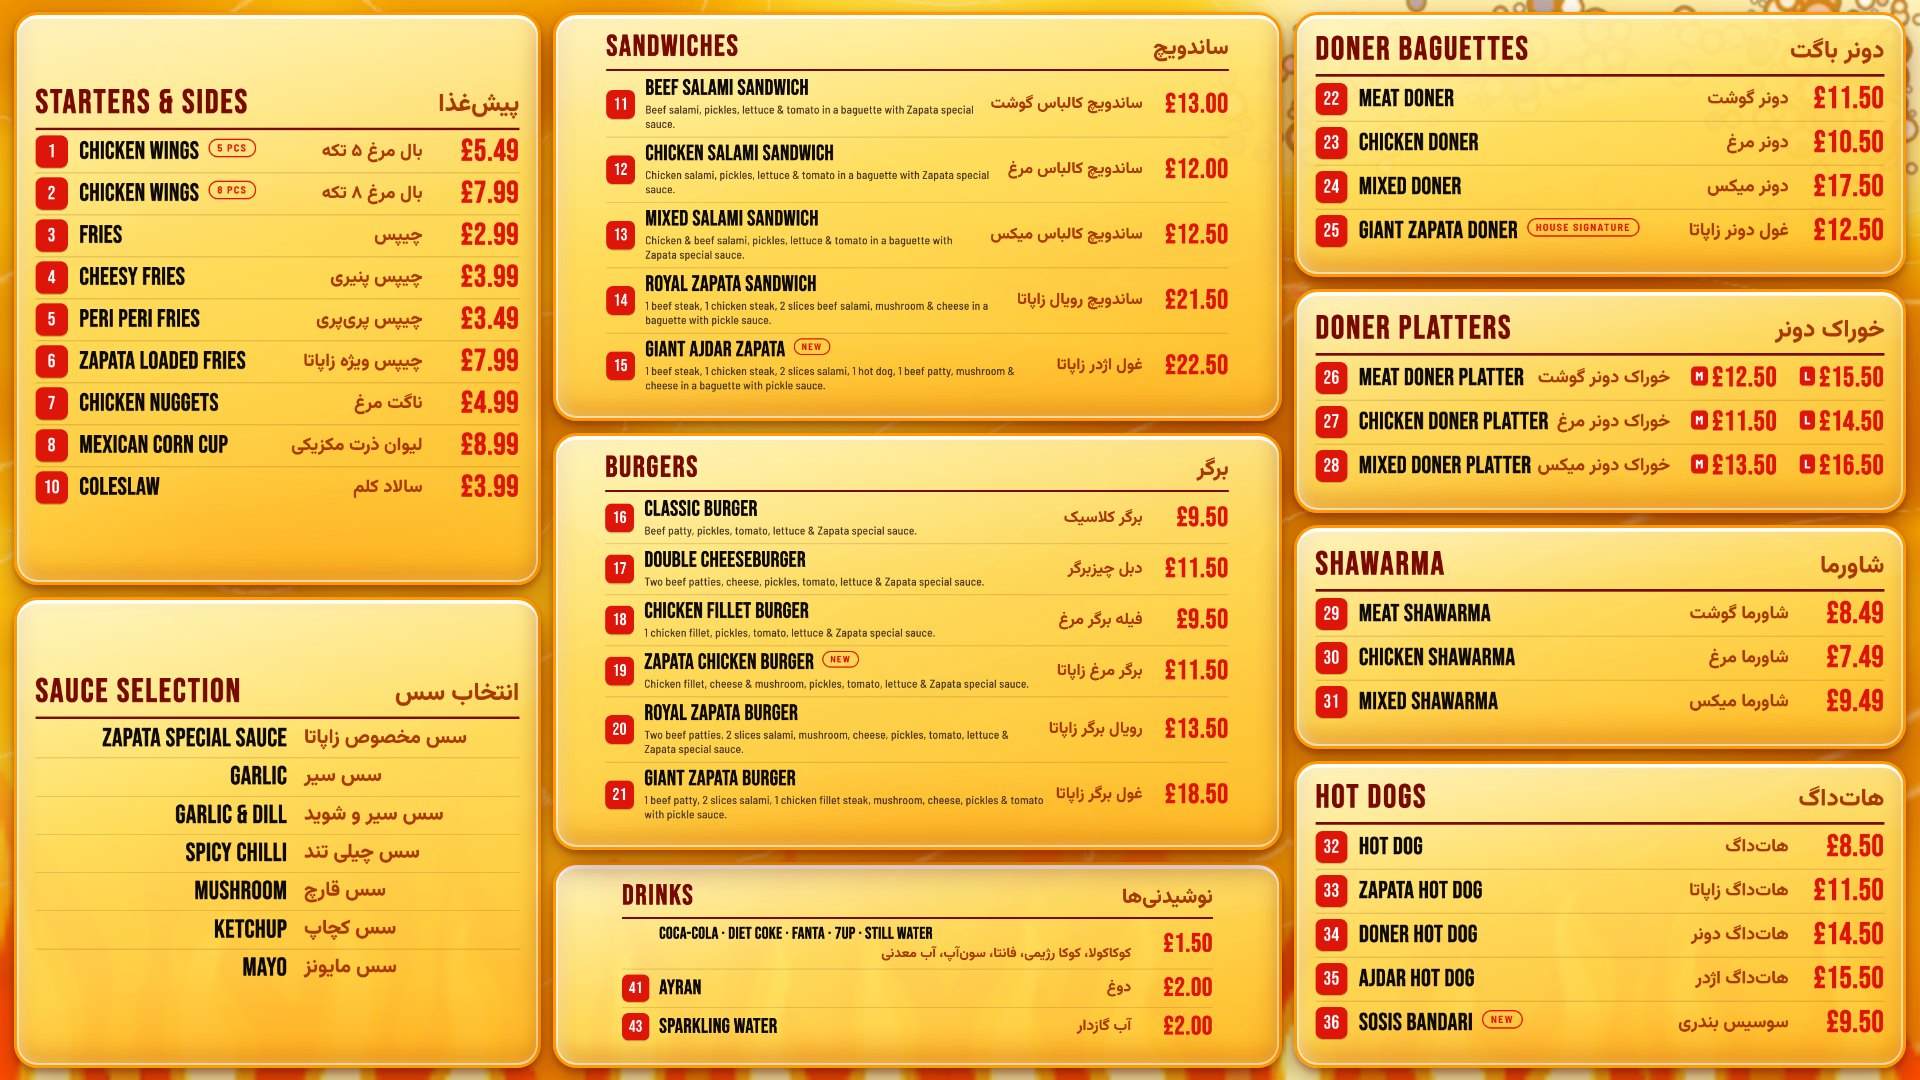 STARTERS & SIDES پیش‌غذا
1 CHICKEN WINGS 5 PCS بال مرغ ۵ تکه £5.49
2 CHICKEN WINGS 8 PCS بال مرغ ۸ تکه £7.99
3 FRIES چیپس £2.99
4 CHEESY FRIES چیپس پنیری £3.99
5 PERI PERI FRIES چیپس پری‌پری £3.49
6 ZAPATA LOADED FRIES چیپس ویژه زاپاتا £7.99
7 CHICKEN NUGGETS ناگت مرغ £4.99
8 MEXICAN CORN CUP لیوان ذرت مکزیکی £8.99
10 COLESLAW سالاد کلم £3.99
SAUCE SELECTION انتخاب سس
ZAPATA SPECIAL SAUCE سس مخصوص زاپاتا
GARLIC سس سیر
GARLIC & DILL سس سیر و شوید
SPICY CHILLI سس چیلی تند
MUSHROOM سس قارچ
KETCHUP سس کچاپ
MAYO سس مایونز
SANDWICHES ساندویچ
11 BEEF SALAMI SANDWICH ساندویچ کالباس گوشت £13.00
Beef salami, pickles, lettuce & tomato in a baguette with Zapata special
sauce.
12 CHICKEN SALAMI SANDWICH ساندویچ کالباس مرغ £12.00
Chicken salami, pickles, lettuce & tomato in a baguette with Zapata special
sauce.
13 MIXED SALAMI SANDWICH ساندویچ کالباس میکس £12.50
Chicken & beef salami, pickles, lettuce & tomato in a baguette with
Zapata special sauce.
14 ROYAL ZAPATA SANDWICH ساندویچ رویال زاپاتا £21.50
1 beef steak, 1 chicken steak, 2 slices beef salami, mushroom & cheese in a
baguette with pickle sauce.
15 GIANT AJDAR ZAPATA NEW غول اژدر زاپاتا £22.50
1 beef steak, 1 chicken steak, 2 slices salami, 1 hot dog, 1 beef patty, mushroom &
cheese in a baguette with pickle sauce.
BURGERS برگر
16 CLASSIC BURGER برگر کلاسیک £9.50
Beef patty, pickles, tomato, lettuce & Zapata special sauce.
17 DOUBLE CHEESEBURGER دبل چیزبرگر £11.50
Two beef patties, cheese, pickles, tomato, lettuce & Zapata special sauce.
18 CHICKEN FILLET BURGER فیله برگر مرغ £9.50
1 chicken fillet, pickles, tomato, lettuce & Zapata special sauce.
19 ZAPATA CHICKEN BURGER NEW برگر مرغ زاپاتا £11.50
Chicken fillet, cheese & mushroom, pickles, tomato, lettuce & Zapata special sauce.
20 ROYAL ZAPATA BURGER رویال برگر زاپاتا £13.50
Two beef patties, 2 slices salami, mushroom, cheese, pickles, tomato, lettuce &
Zapata special sauce.
21 GIANT ZAPATA BURGER غول برگر زاپاتا £18.50
1 beef patty, 2 slices salami, 1 chicken fillet steak, mushroom, cheese, pickles & tomato
with pickle sauce.
DRINKS نوشیدنی‌ها
COCA-COLA · DIET COKE · FANTA · 7UP · STILL WATER £1.50
کوکاکولا، کوکا رژیمی، فانتا، سون‌آپ، آب معدنی
41 AYRAN دوغ £2.00
43 SPARKLING WATER آب گازدار £2.00
DONER BAGUETTES دونر باگت
22 MEAT DONER دونر گوشت £11.50
23 CHICKEN DONER دونر مرغ £10.50
24 MIXED DONER دونر میکس £17.50
25 GIANT ZAPATA DONER HOUSE SIGNATURE غول دونر زاپاتا £12.50
DONER PLATTERS خوراک دونر
26 MEAT DONER PLATTER خوراک دونر گوشت M £12.50 L £15.50
27 CHICKEN DONER PLATTER خوراک دونر مرغ M £11.50 L £14.50
28 MIXED DONER PLATTER خوراک دونر میکس M £13.50 L £16.50
SHAWARMA شاورما
29 MEAT SHAWARMA شاورما گوشت £8.49
30 CHICKEN SHAWARMA شاورما مرغ £7.49
31 MIXED SHAWARMA شاورما میکس £9.49
HOT DOGS هات‌داگ
32 HOT DOG هات‌داگ £8.50
33 ZAPATA HOT DOG هات‌داگ زاپاتا £11.50
34 DONER HOT DOG هات‌داگ دونر £14.50
35 AJDAR HOT DOG هات‌داگ اژدر £15.50
36 SOSIS BANDARI NEW سوسیس بندری £9.50